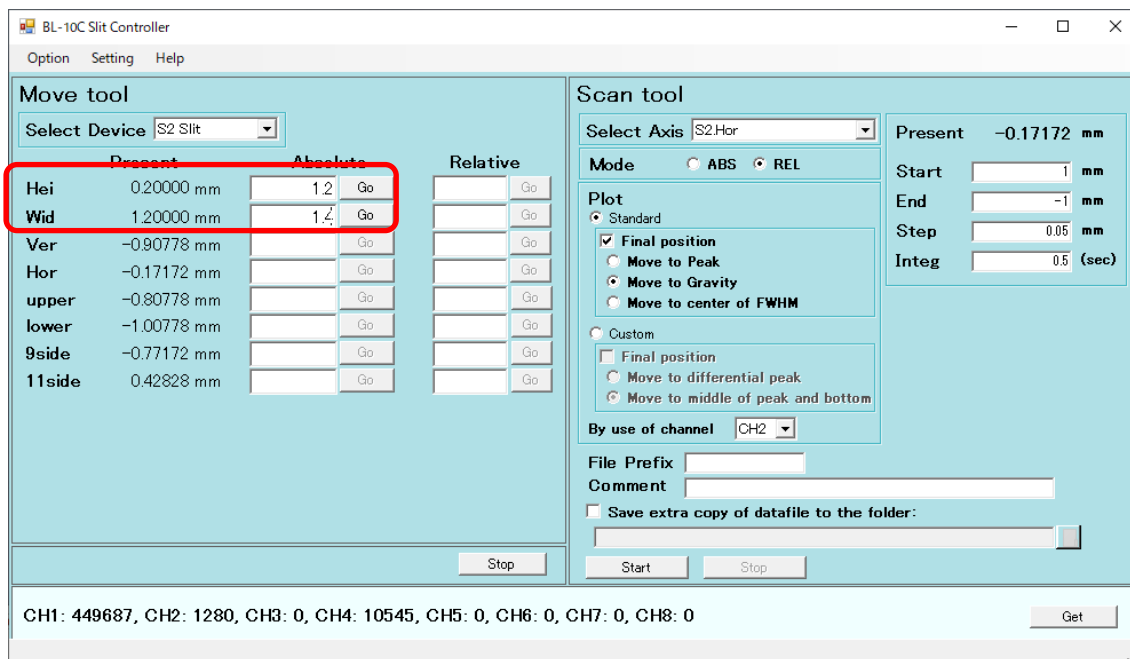 BL-10C Slit Controller
Option Setting Help
Move tool
Select Device S2 Slit
Present Absolute Relative
Hei 0.20000 mm 1.2 Go Go
Wid 1.20000 mm 1.4 Go Go
Ver -0.90778 mm Go Go
Hor -0.17172 mm Go Go
upper -0.80778 mm Go Go
lower -1.00778 mm Go Go
9side -0.77172 mm Go Go
11side 0.42828 mm Go Go
Stop
Scan tool
Select Axis S2.Hor
Mode ABS REL
Plot
Standard
Final position
Move to Peak
Move to Gravity
Move to center of FWHM
Custom
Final position
Move to differential peak
Move to middle of peak and bottom
By use of channel CH2
Present -0.17172 mm
Start 1 mm
End -1 mm
Step 0.05 mm
Integ 0.5 (sec)
File Prefix
Comment
Save extra copy of datafile to the folder:
Start Stop
CH1: 449687, CH2: 1280, CH3: 0, CH4: 10545, CH5: 0, CH6: 0, CH7: 0, CH8: 0 Get